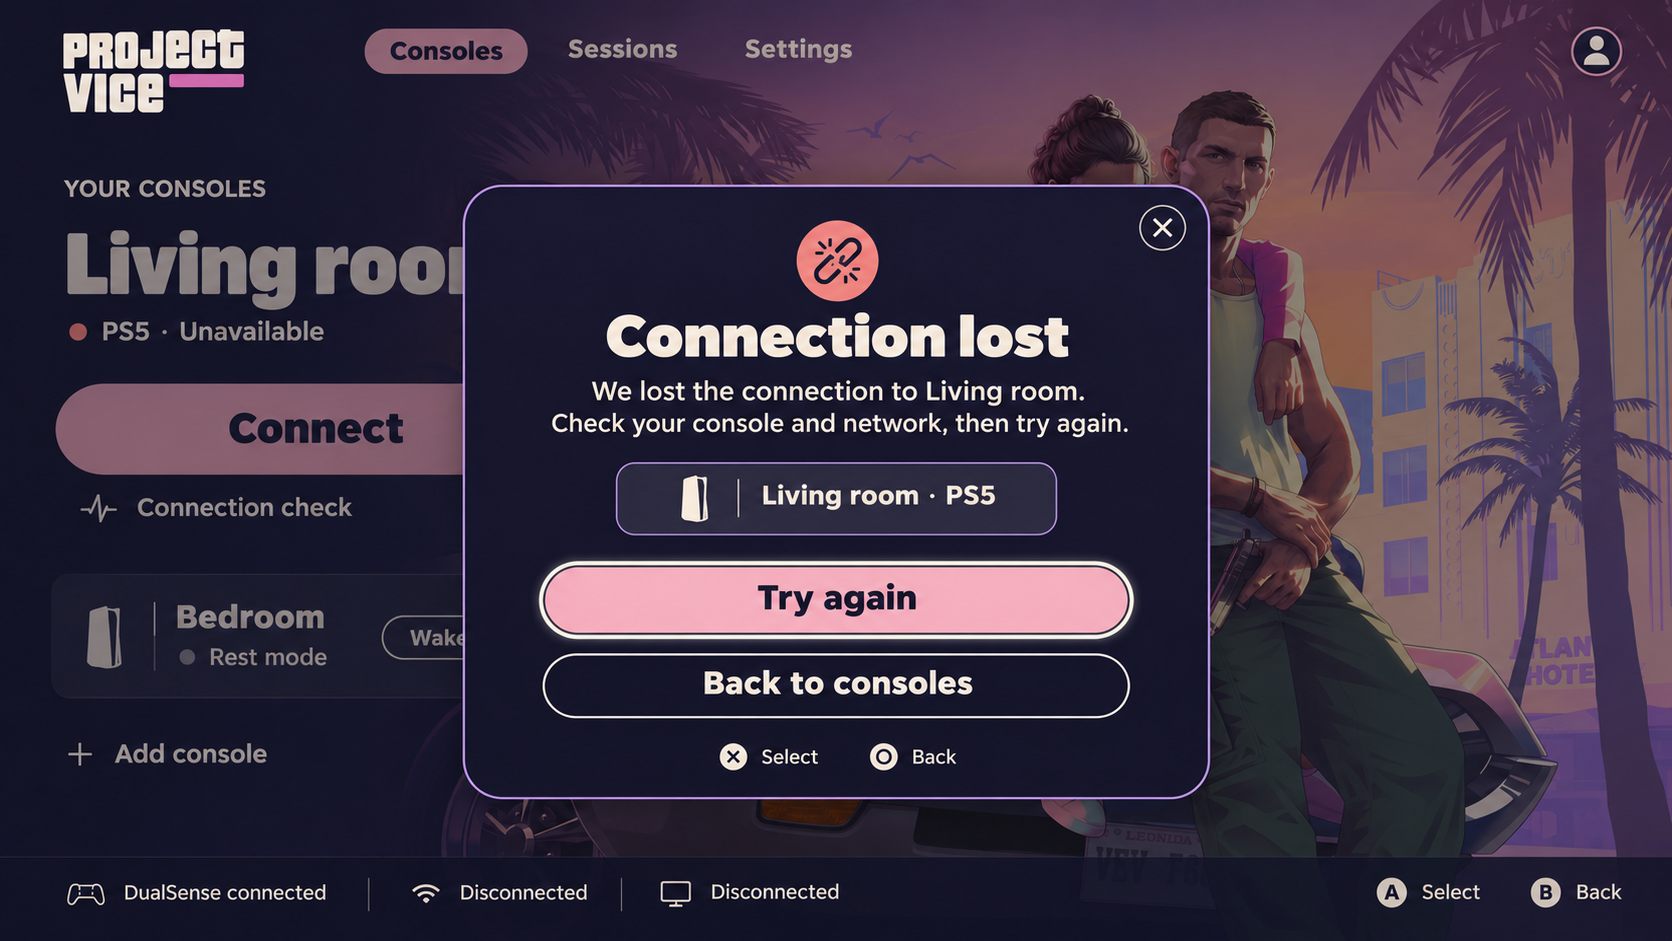 PROJECT
VICE
Consoles
Sessions
Settings
YOUR CONSOLES
Living
PS5 · Unavailable
Connect
Connection check
Bedroom
Rest mode
Wake
Add console
Connection lost
We lost the connection to Living room.
Check your console and network, then try again.
Living room · PS5
Try again
Back to consoles
Select
Back
DualSense connected
Disconnected
Disconnected
A Select
B Back
HOTE
LEONIDA